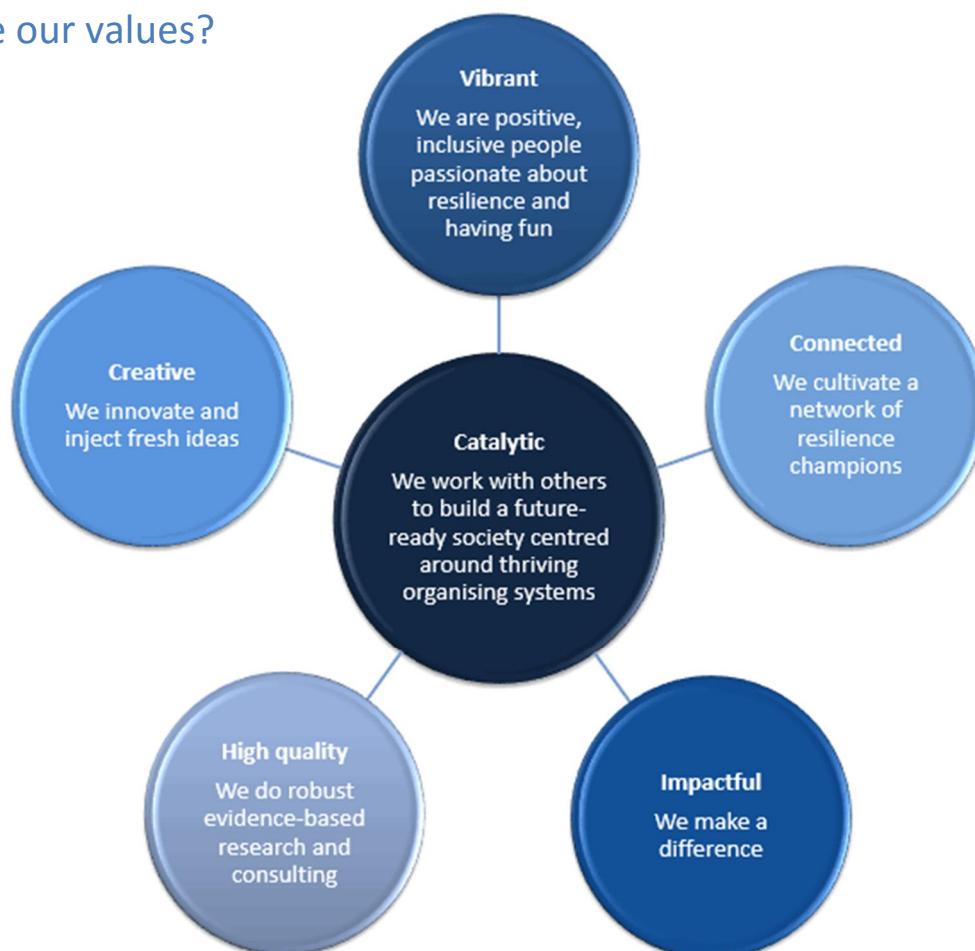 e our values?
Vibrant
We are positive,
inclusive people
passionate about
resilience and
having fun
Connected
We cultivate a
network of
resilience
champions
Creative
We innovate and
inject fresh ideas
Catalytic
We work with others
to build a future-
ready society centred
around thriving
organising systems
High quality
We do robust
evidence-based
research and
consulting
Impactful
We make a
difference